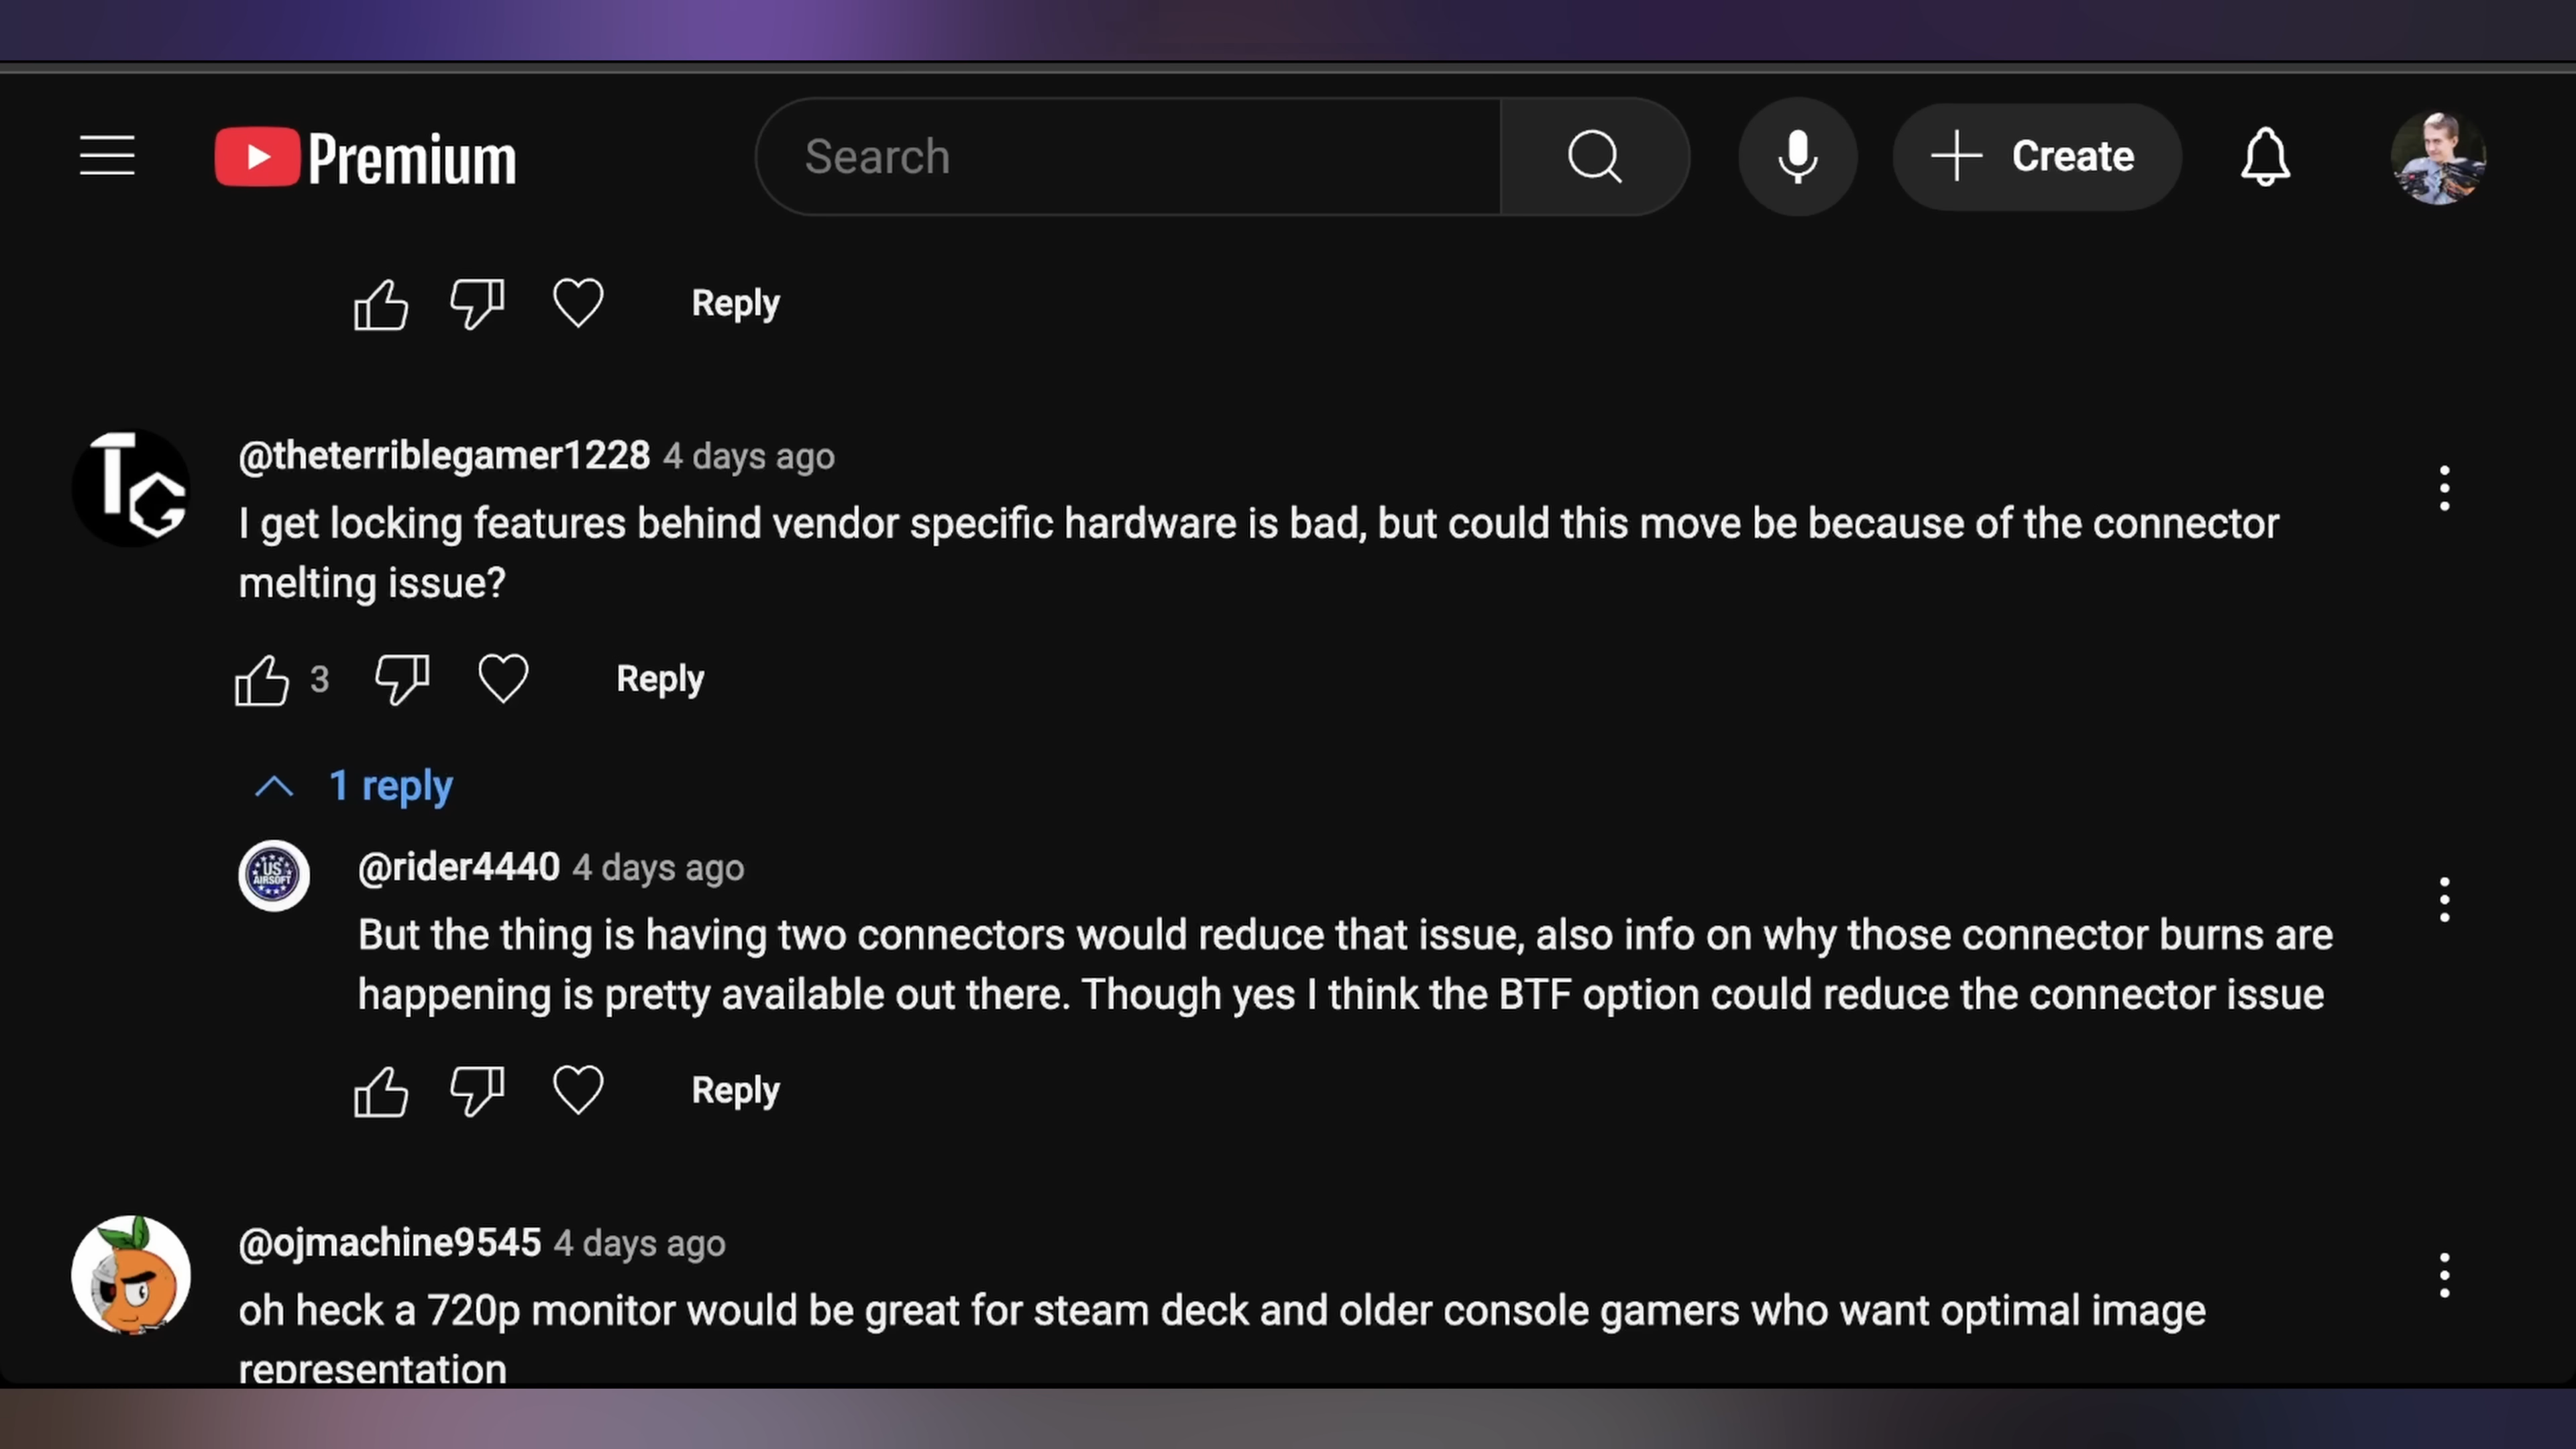 Premium
Search
Create
Reply
@theterriblegamer1228 4 days ago
I get locking features behind vendor specific hardware is bad, but could this move be because of the connector
melting issue?
3
Reply
1 reply
US
AIRSOFT
@rider4440 4 days ago
But the thing is having two connectors would reduce that issue, also info on why those connector burns are
happening is pretty available out there. Though yes I think the BTF option could reduce the connector issue
Reply
@ojmachine9545 4 days ago
oh heck a 720p monitor would be great for steam deck and older console gamers who want optimal image
representation